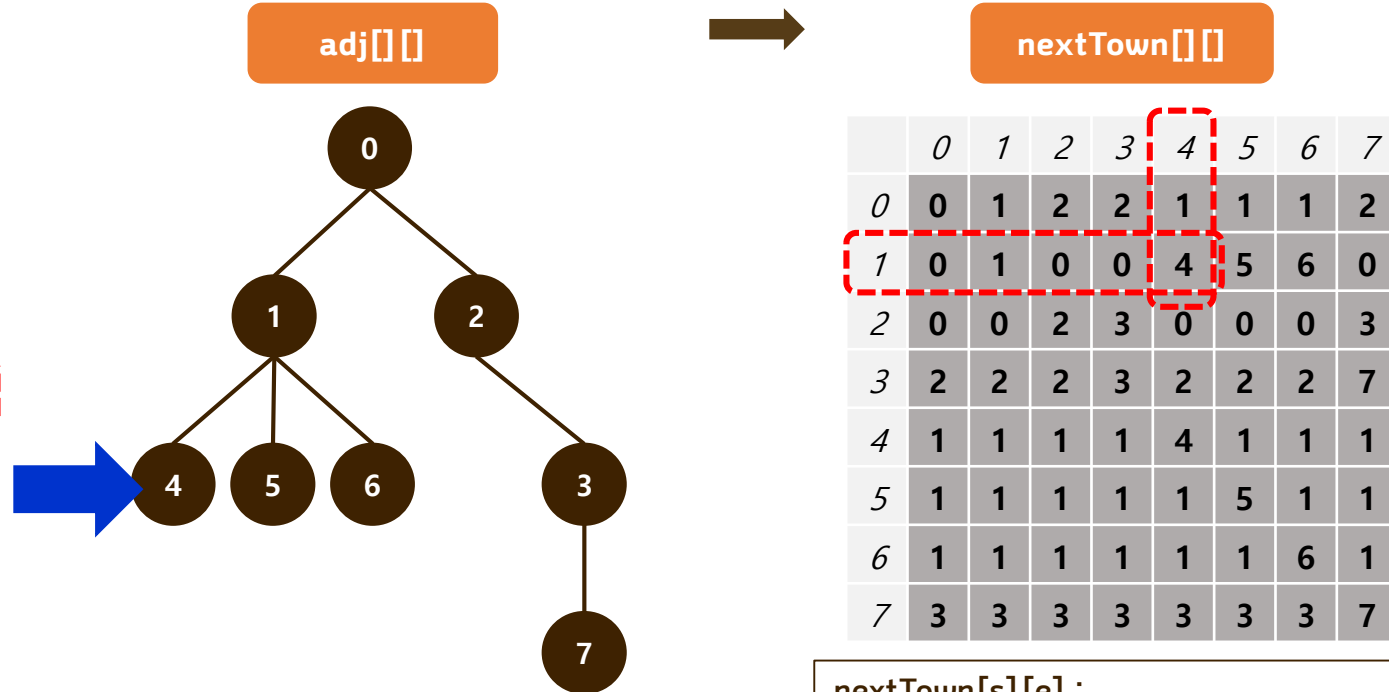 adj[][]
nextTown[][]
0
1 2
4 5 6 3
7
0 1 2 3 4 5 6 7
0 0 1 2 2 1 1 1 2
1 0 1 0 0 4 5 6 0
2 0 0 2 3 0 0 0 3
3 2 2 2 3 2 2 2 7
4 1 1 1 1 4 1 1 1
5 1 1 1 1 1 5 1 1
6 1 1 1 1 1 1 6 1
7 3 3 3 3 3 3 3 7
nextTown[s][e] :